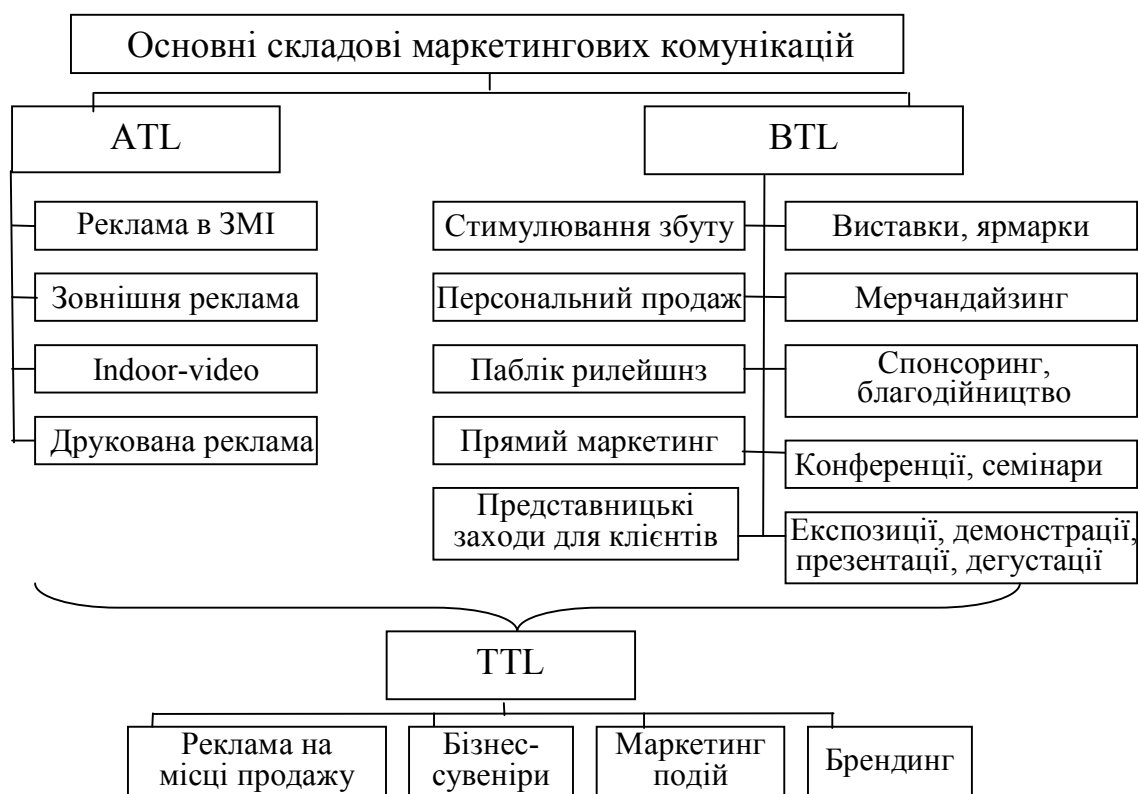 Основні складові маркетингових комунікацій
ATL
BTL
Реклама в ЗМІ
Зовнішня реклама
Indoor-video
Друкована реклама
Стимулювання збуту
Персональний продаж
Паблік рилейшнз
Прямий маркетинг
Представницькі
заходи для клієнтів
Виставки, ярмарки
Мерчандайзинг
Спонсоринг,
благодійництво
Конференції, семінари
Експозиції, демонстрації,
презентації, дегустації
TTL
Реклама на
місці продажу
Бізнес-
сувеніри
Маркетинг
подій
Брендинг